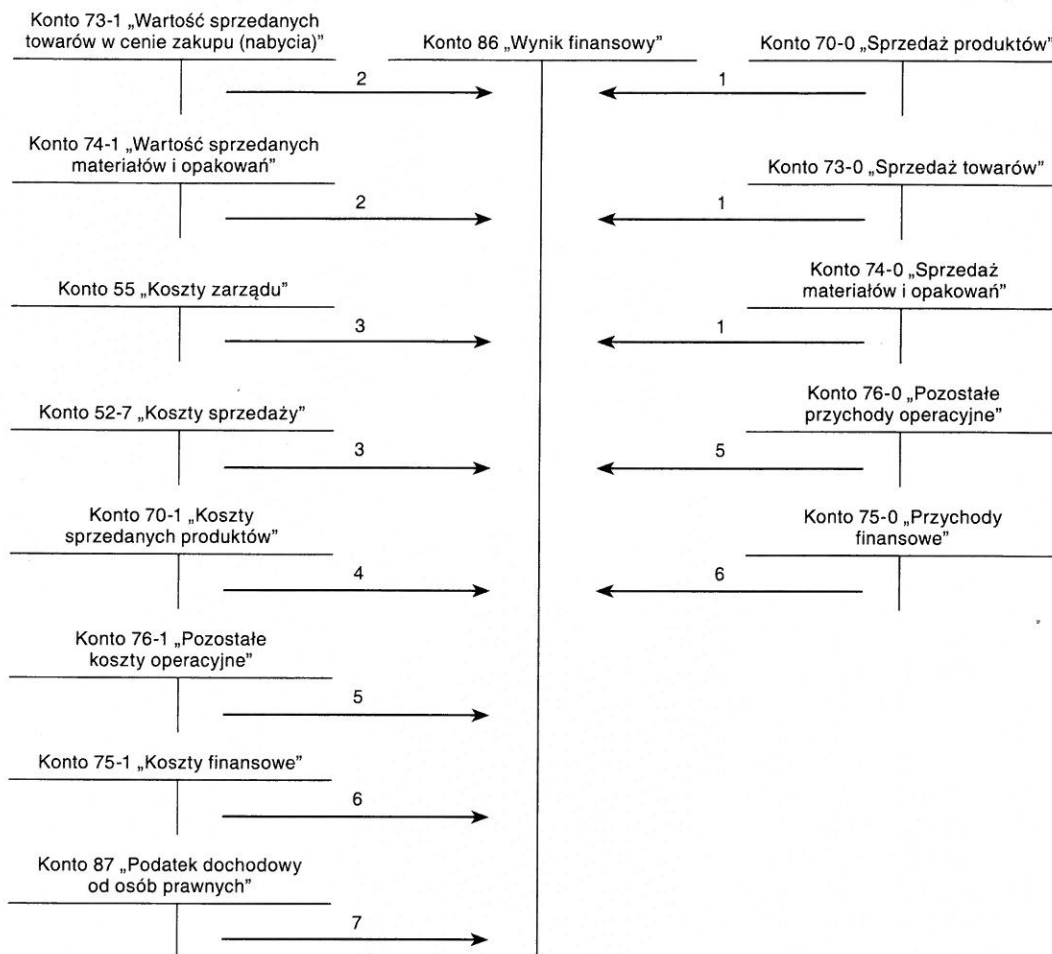 Konto 73-1 „Wartość sprzedanych
towarów w cenie zakupu (nabycia)”
Konto 86 „Wynik finansowy”
Konto 70-0 „Sprzedaż produktów”
2
1
Konto 74-1 „Wartość sprzedanych
materiałów i opakowań”
Konto 73-0 „Sprzedaż towarów”
2
1
Konto 55 „Koszty zarządu”
Konto 74-0 „Sprzedaż
materiałów i opakowań”
3
1
Konto 52-7 „Koszty sprzedaży”
Konto 76-0 „Pozostałe
przychody operacyjne”
3
5
Konto 70-1 „Koszty
sprzedanych produktów”
Konto 75-0 „Przychody
finansowe”
4
6
Konto 76-1 „Pozostałe
koszty operacyjne”
5
Konto 75-1 „Koszty finansowe”
6
Konto 87 „Podatek dochodowy
od osób prawnych”
7